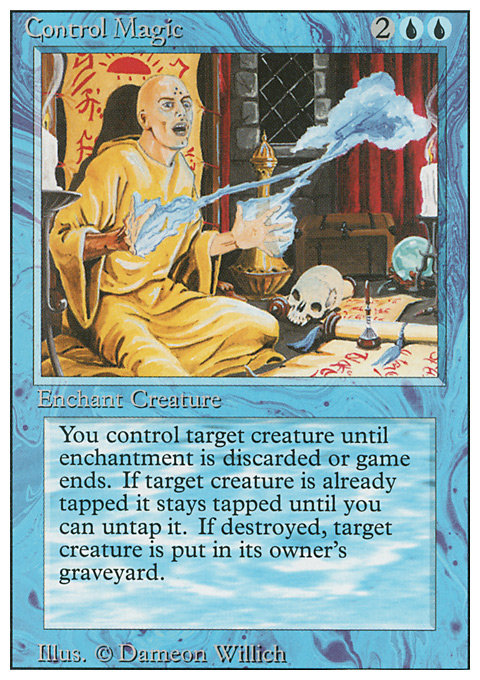 Control Magic 2
Enchant Creature
You control target creature until
enchantment is discarded or game
ends. If target creature is already
tapped it stays tapped until you
can untap it. If destroyed, target
creature is put in its owner's
graveyard.
Illus. © Dameon Willich